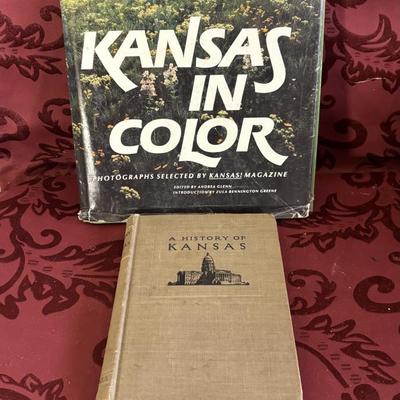 KANSAS
IN
COLOR
PHOTOGRAPHS SELECTED BY KANSAS! MAGAZINE
EDITED BY ANDREA GLENN
INTRODUCTION BY ZULA BENNINGTON GREENE
A HISTORY OF
KANSAS